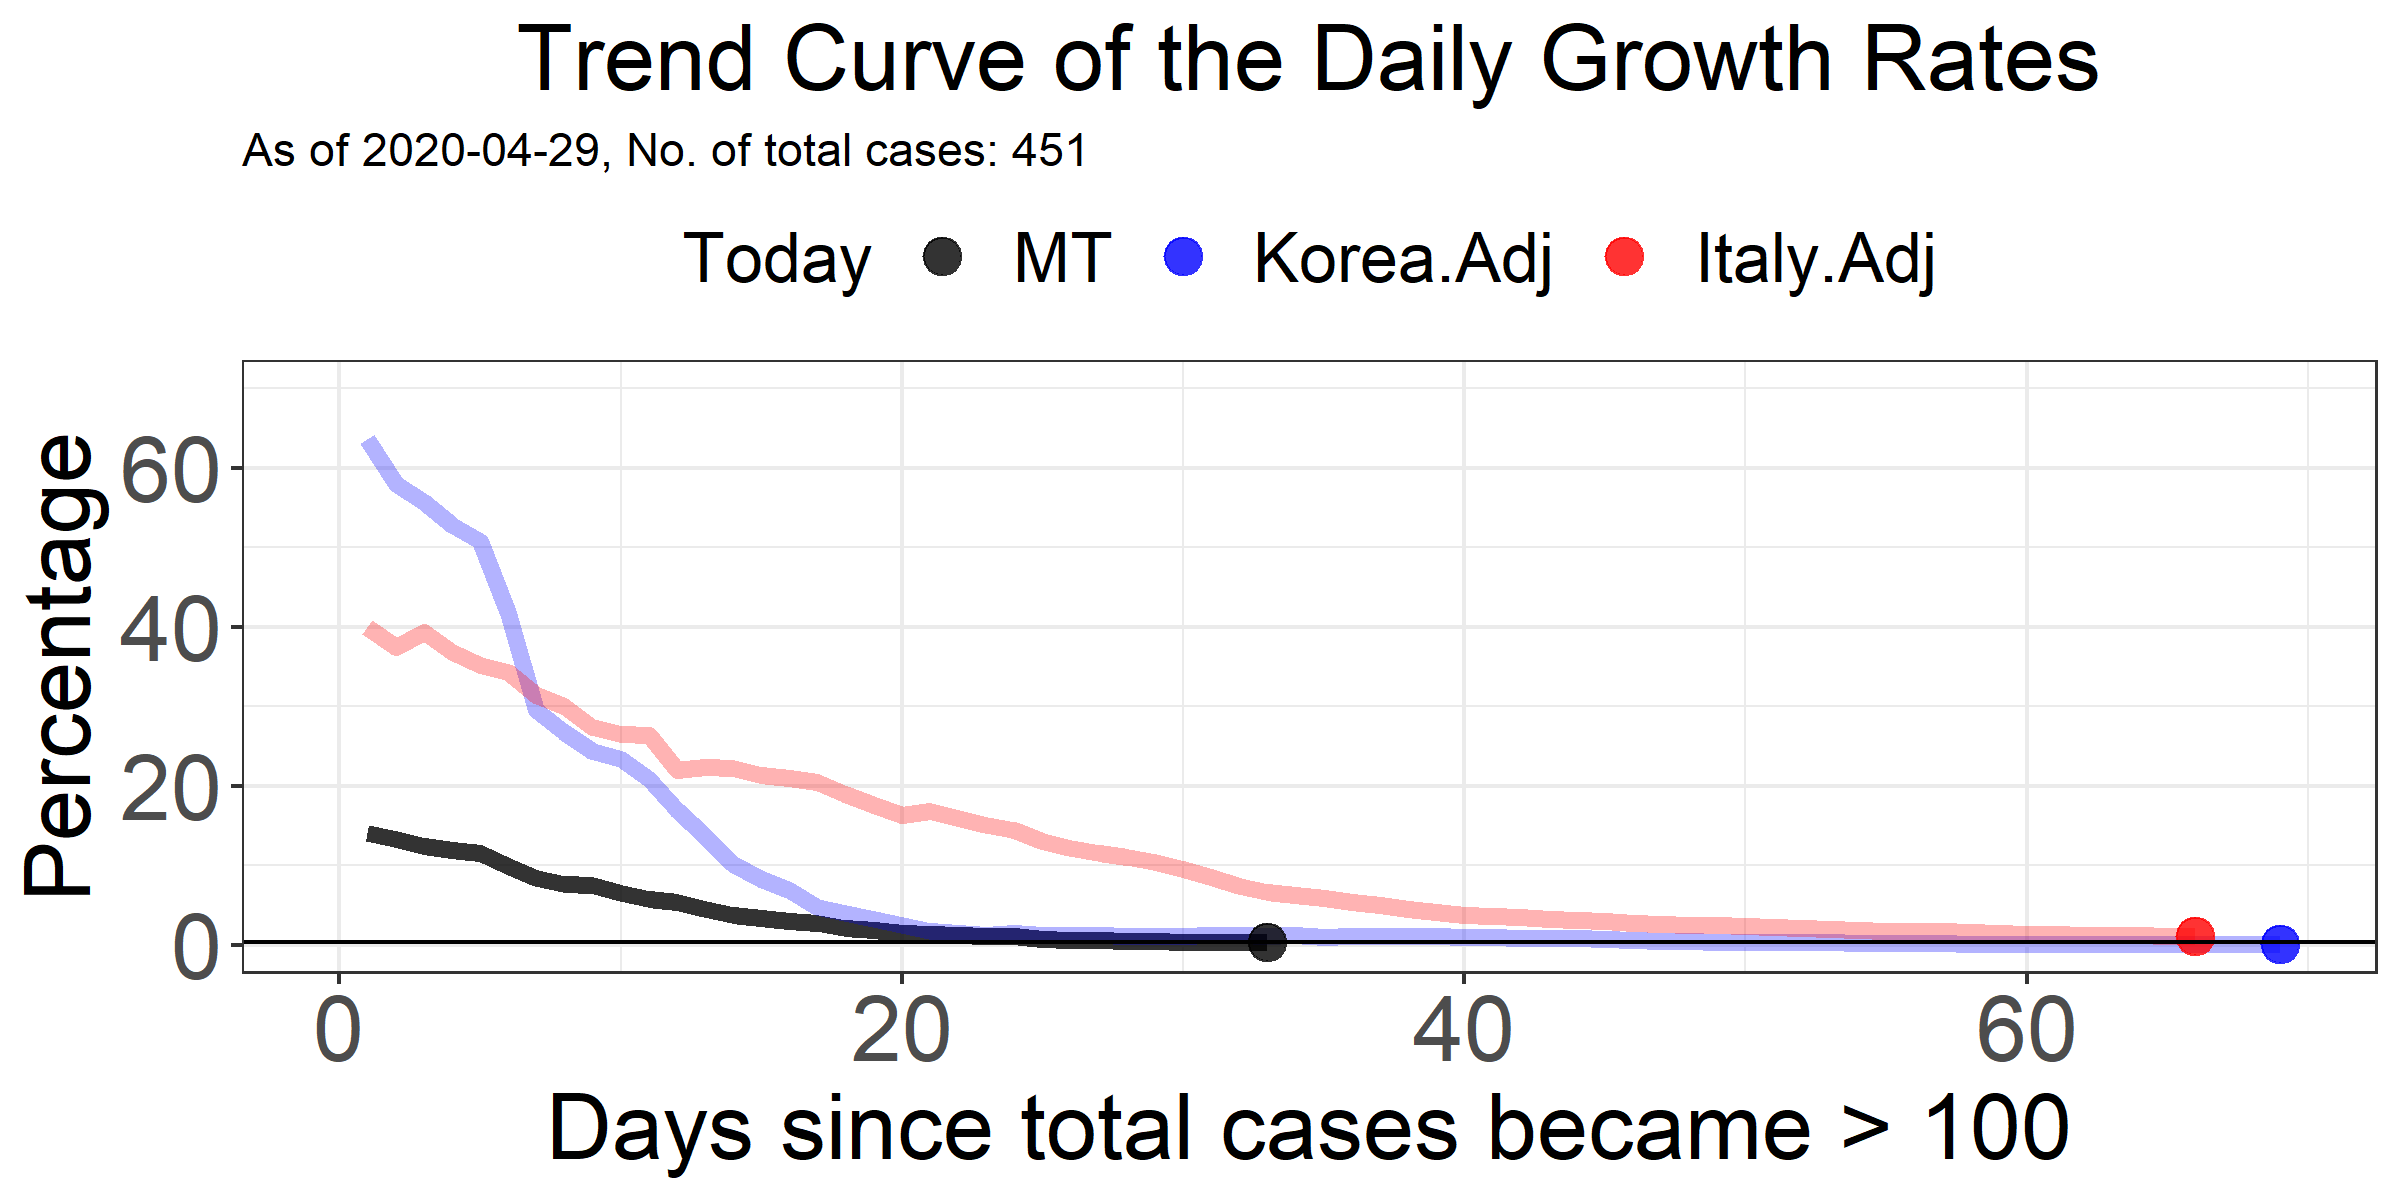 Trend Curve of the Daily Growth Rates
As of 2020-04-29, No. of total cases: 451
Today MT Korea.Adj Italy.Adj
Percentage
60
40
20
0
0 20 40 60
Days since total cases became > 100